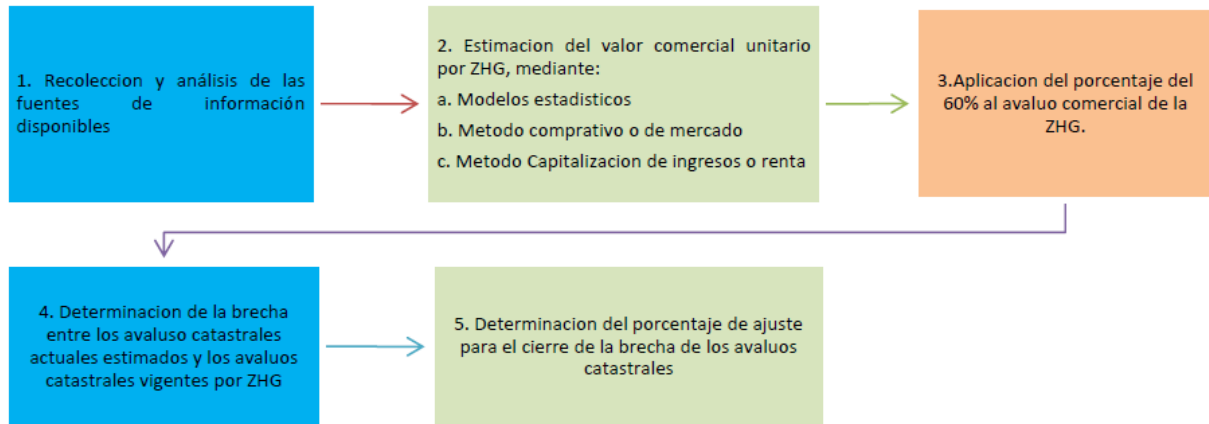 1. Recoleccion y análisis de las
fuentes de información
disponibles
2. Estimacion del valor comercial unitario
por ZHG, mediante:
a. Modelos estadisticos
b. Metodo comprativo o de mercado
c. Metodo Capitalizacion de ingresos o renta
3.Aplicacion del porcentaje del
60% al avaluo comercial de la
ZHG.
4. Determinacion de la brecha
entre los avaluso catastrales
actuales estimados y los avaluos
catastrales vigentes por ZHG
5. Determinacion del porcentaje de ajuste
para el cierre de la brecha de los avaluos
catastrales